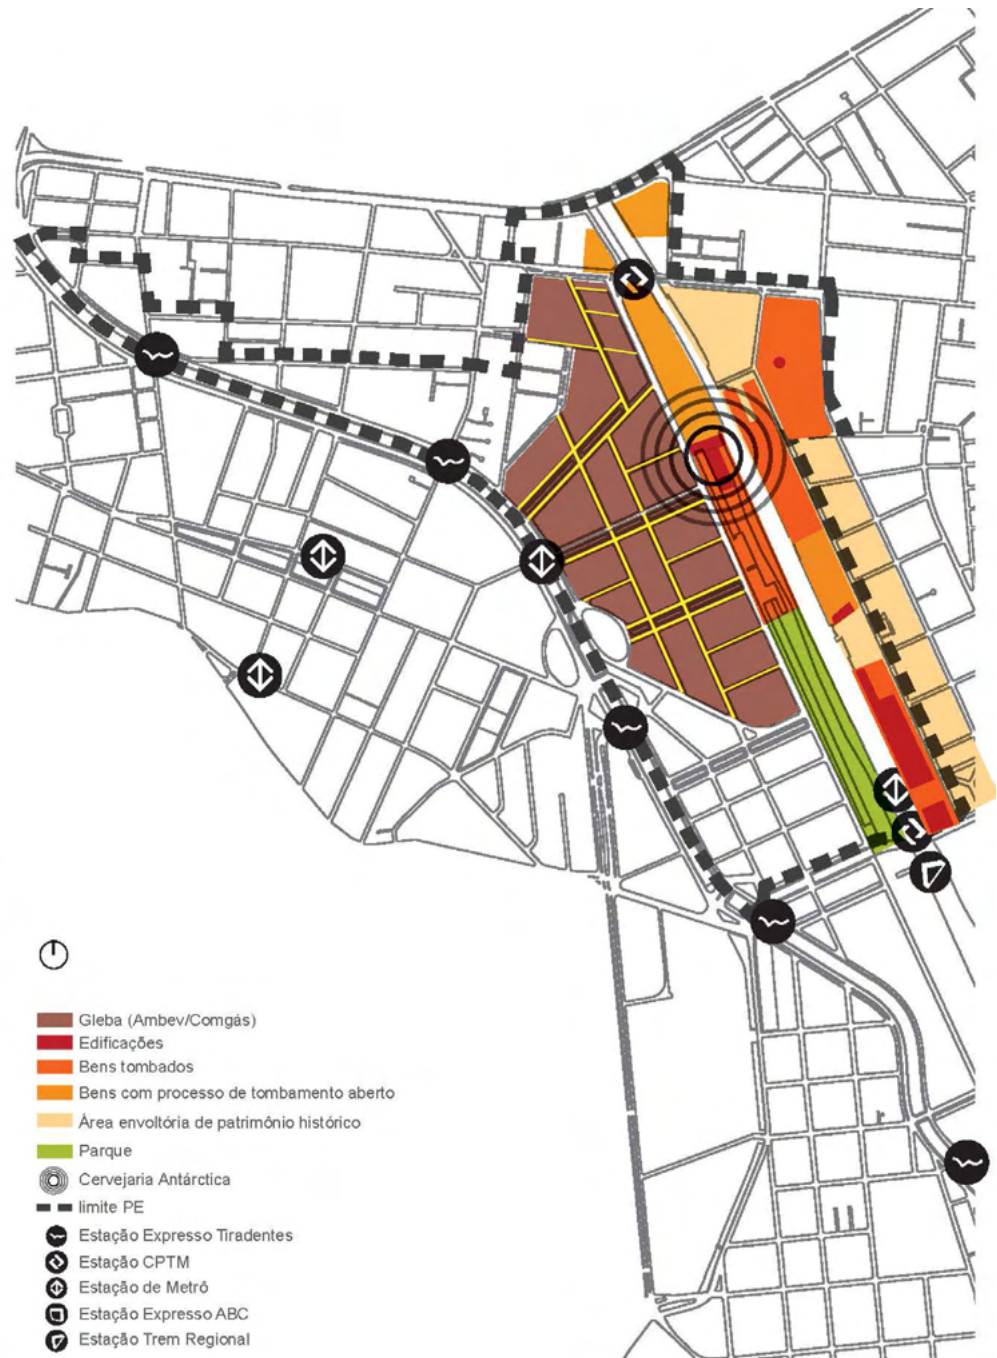 Gleba (Ambev/Comgás)
Edificações
Bens tombados
Bens com processo de tombamento aberto
Área envoltória de patrimônio histórico
Parque
Cervejaria Antárctica
limite PE
Estação Expresso Tiradentes
Estação CPTM
Estação de Metrô
Estação Expresso ABC
Estação Trem Regional